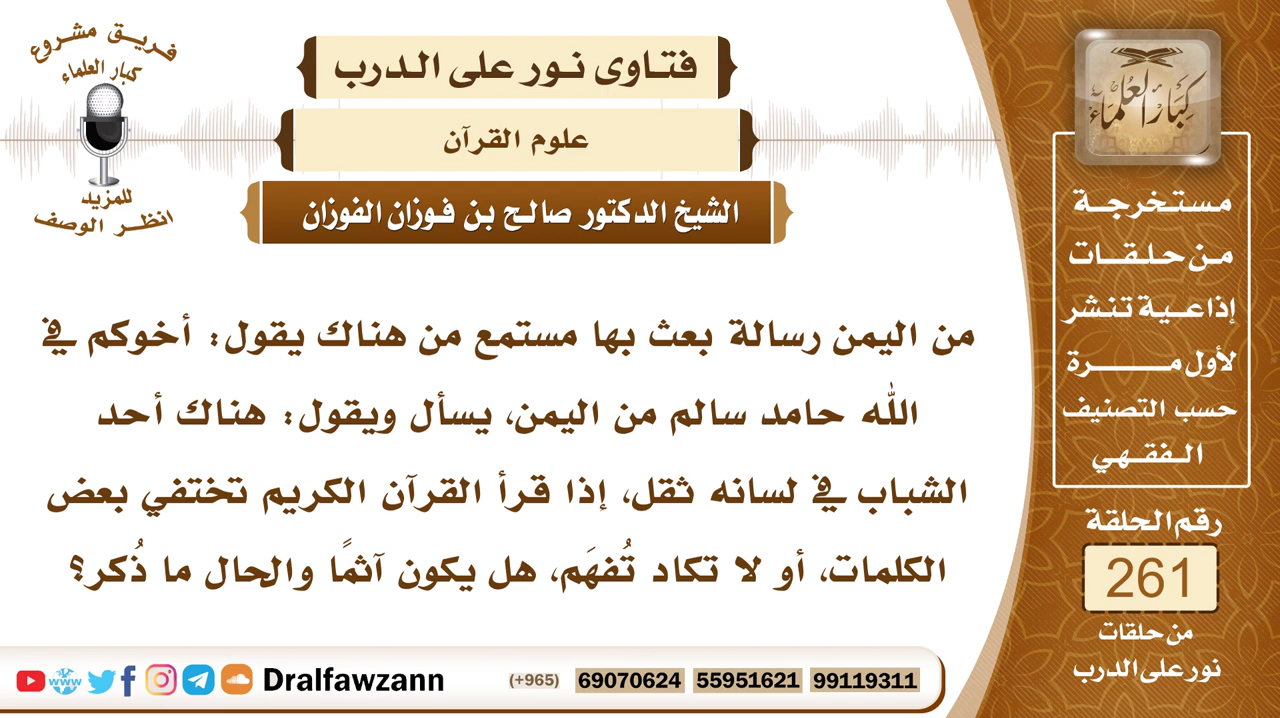 فريق مشروع
كبار العلماء
للمزيد
انظر الوصف
فتاوى نور على الدرب
علوم القرآن
الشيخ الدكتور صالح بن فوزان الفوزان
من اليمن رسالة بعث بها مستمع من هناك يقول: أخوكم في
الله حامد سالم من اليمن، يسأل ويقول: هناك أحد
الشباب في لسانه ثقل، إذا قرأ القرآن الكريم تختفي بعض
الكلمات، أو لا تكاد تُفهَم، هل يكون آثمًا والحال ما ذُكر؟
كِبَارُ العُلَمَاء
مستخرجة
من حلقات
إذاعية تنشر
لأول مرة
حسب التصنيف
الفقهي
رقم الحلقة
261
من حلقات
نور على الدرب
www Dralfawzann (+965) 69070624 55951621 99119311